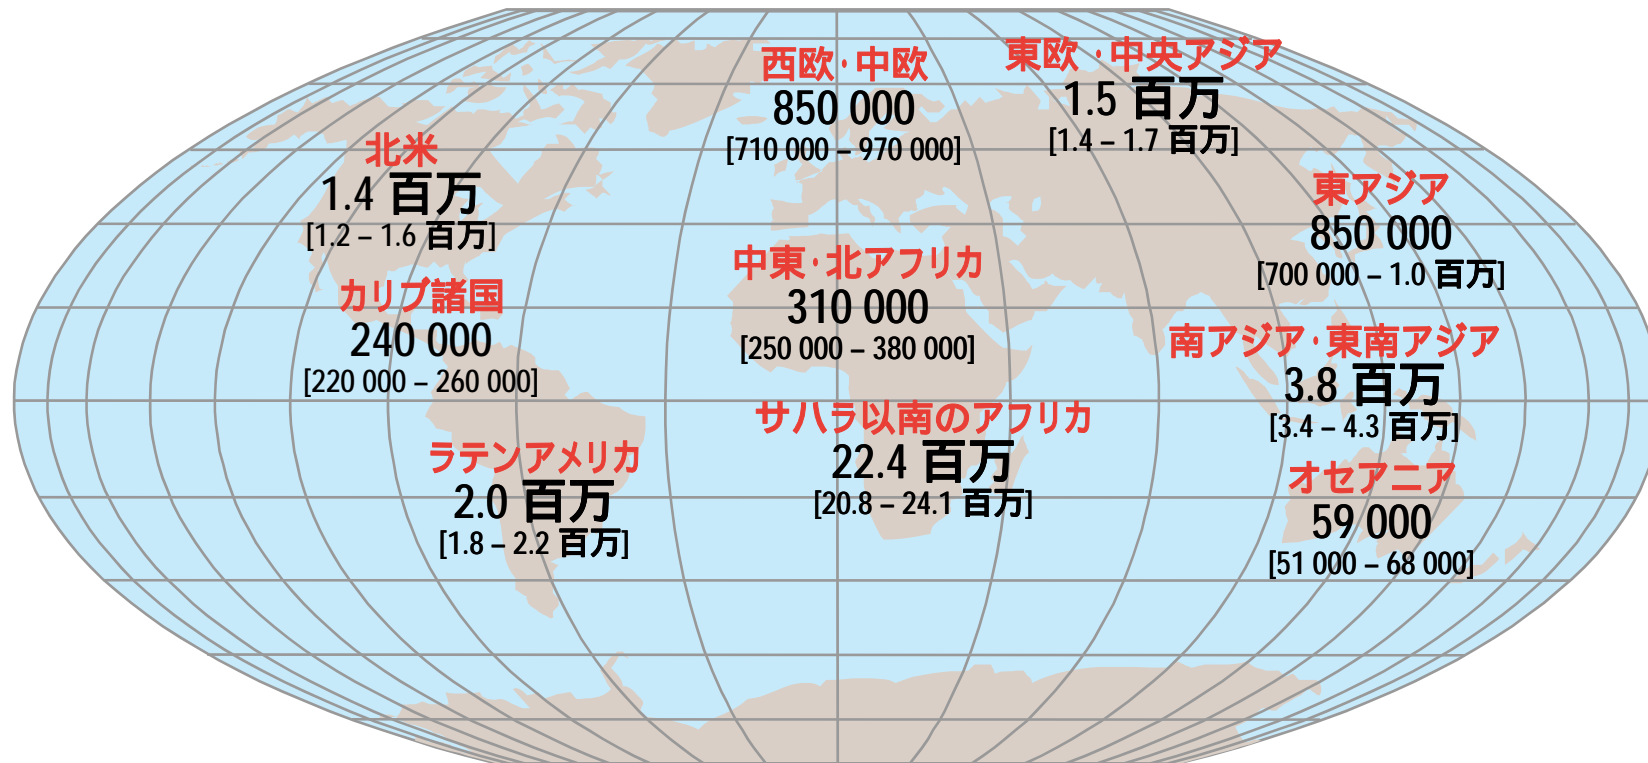 西欧・中欧
850 000
[710 000 – 970 000]
東欧・中央アジア
1.5 百万
[1.4 – 1.7 百万]
北米
1.4 百万
[1.2 – 1.6 百万]
東アジア
850 000
[700 000 – 1.0 百万]
中東・北アフリカ
310 000
[250 000 – 380 000]
カリブ諸国
240 000
[220 000 – 260 000]
南アジア・東南アジア
3.8 百万
[3.4 – 4.3 百万]
サハラ以南のアフリカ
22.4 百万
[20.8 – 24.1 百万]
ラテンアメリカ
2.0 百万
[1.8 – 2.2 百万]
オセアニア
59 000
[51 000 – 68 000]